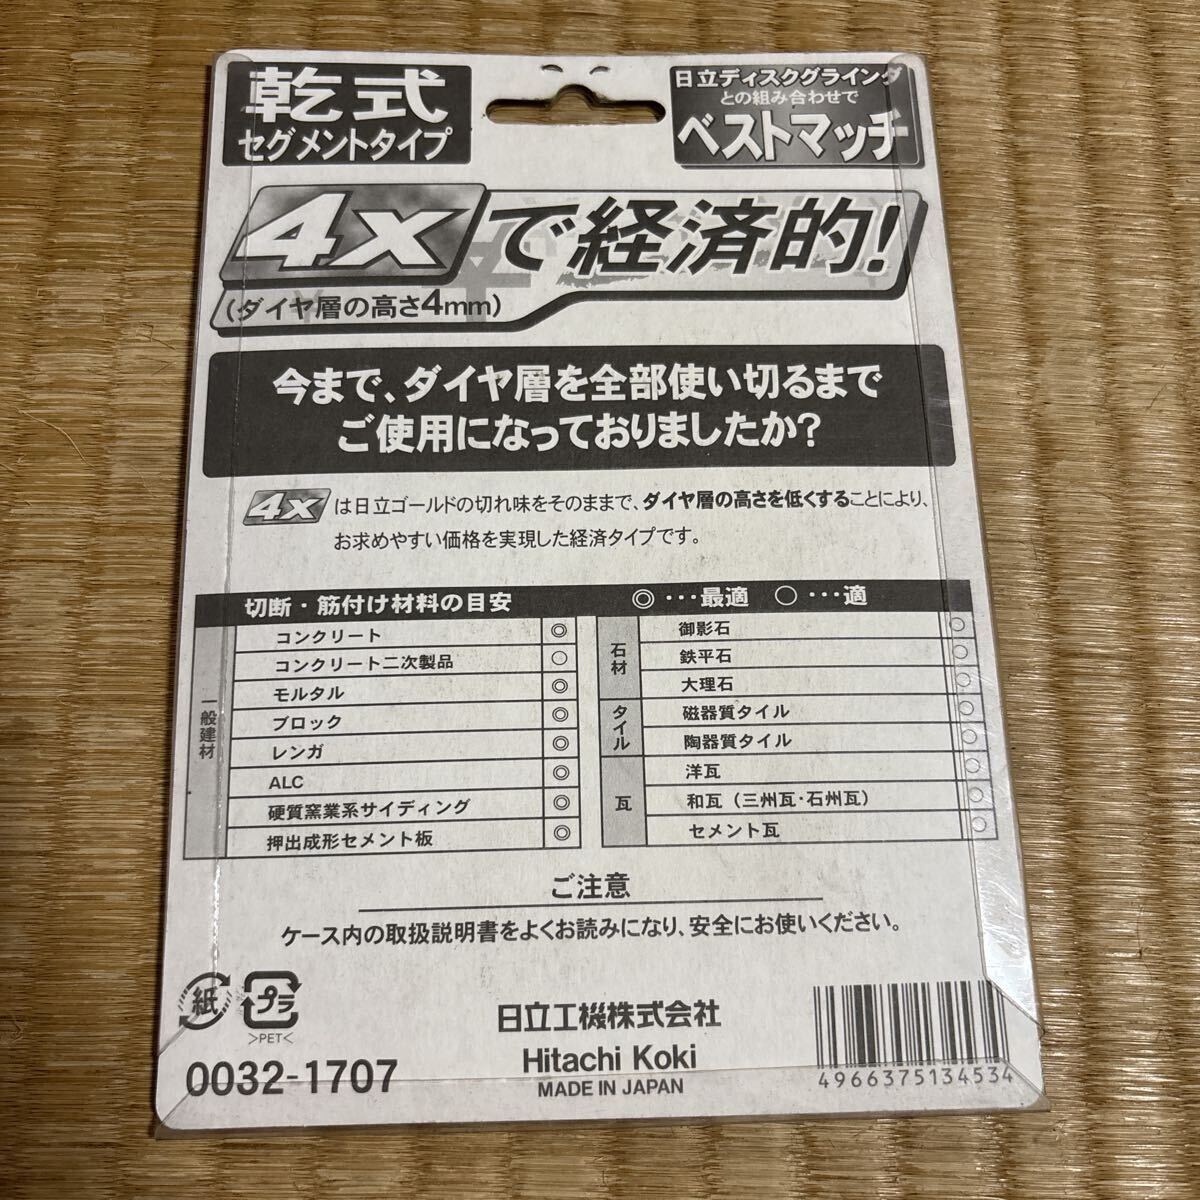 乾式
セグメントタイプ
日立ディスクグラインダ
との組み合わせで
ベストマッチ
4xで経済的!
(ダイヤ層の高さ4mm)
今まで、ダイヤ層を全部使い切るまで
ご使用になっておりましたか?
4xは日立ゴールドの切れ味をそのままで、ダイヤ層の高さを低くすることにより、
お求めやすい価格を実現した経済タイプです。
切断・筋付け材料の目安 ◎・・・最適 ○・・・適
一般建材
コンクリート ◎
コンクリート二次製品 ○
モルタル ◎
ブロック ◎
レンガ ◎
ALC ◎
硬質窯業系サイディング ◎
押出成形セメント板 ◎
石材
御影石 ○
鉄平石 ○
大理石 ○
タイル
磁器質タイル ○
陶器質タイル ○
瓦
洋瓦 ○
和瓦(三州瓦・石州瓦) ○
セメント瓦 ○
ご注意
ケース内の取扱説明書をよくお読みになり、安全にお使いください。
紙
プラ
>PET<
0032-1707
日立工機株式会社
Hitachi Koki
MADE IN JAPAN
4966375134534